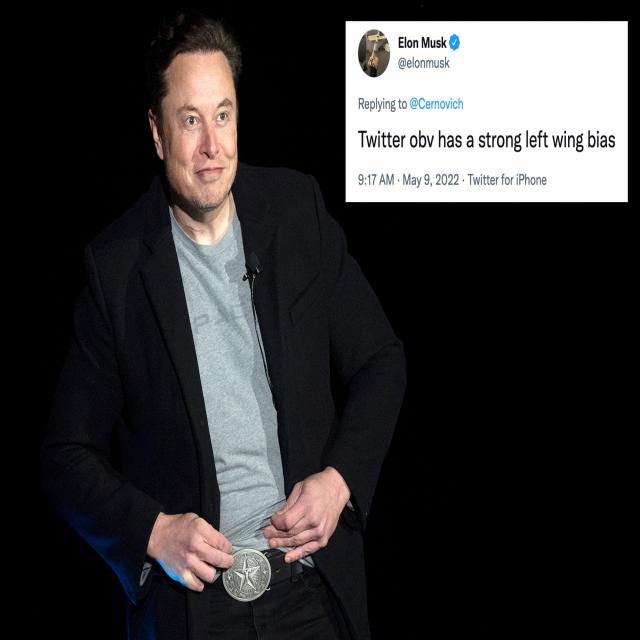 Elon Musk
@elonmusk
Replying to @Cernovich
Twitter obv has a strong left wing bias
9:17 AM · May 9, 2022 · Twitter for iPhone